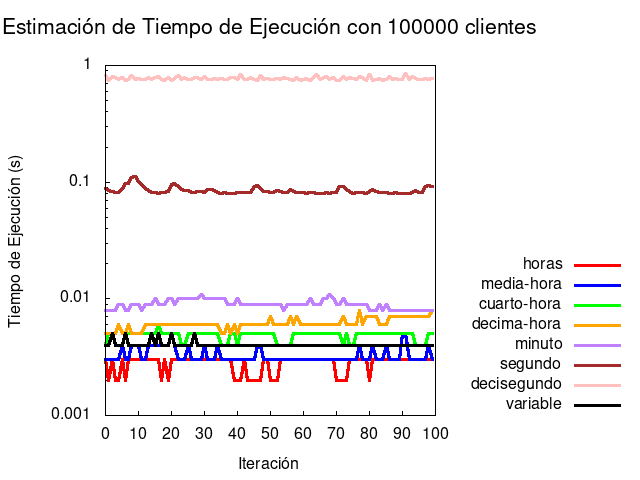 Estimación de Tiempo de Ejecución con 100000 clientes
Tiempo de Ejecución (s)
1
0.1
0.01
0.001
0 10 20 30 40 50 60 70 80 90 100
Iteración
horas
media-hora
cuarto-hora
decima-hora
minuto
segundo
decisegundo
variable